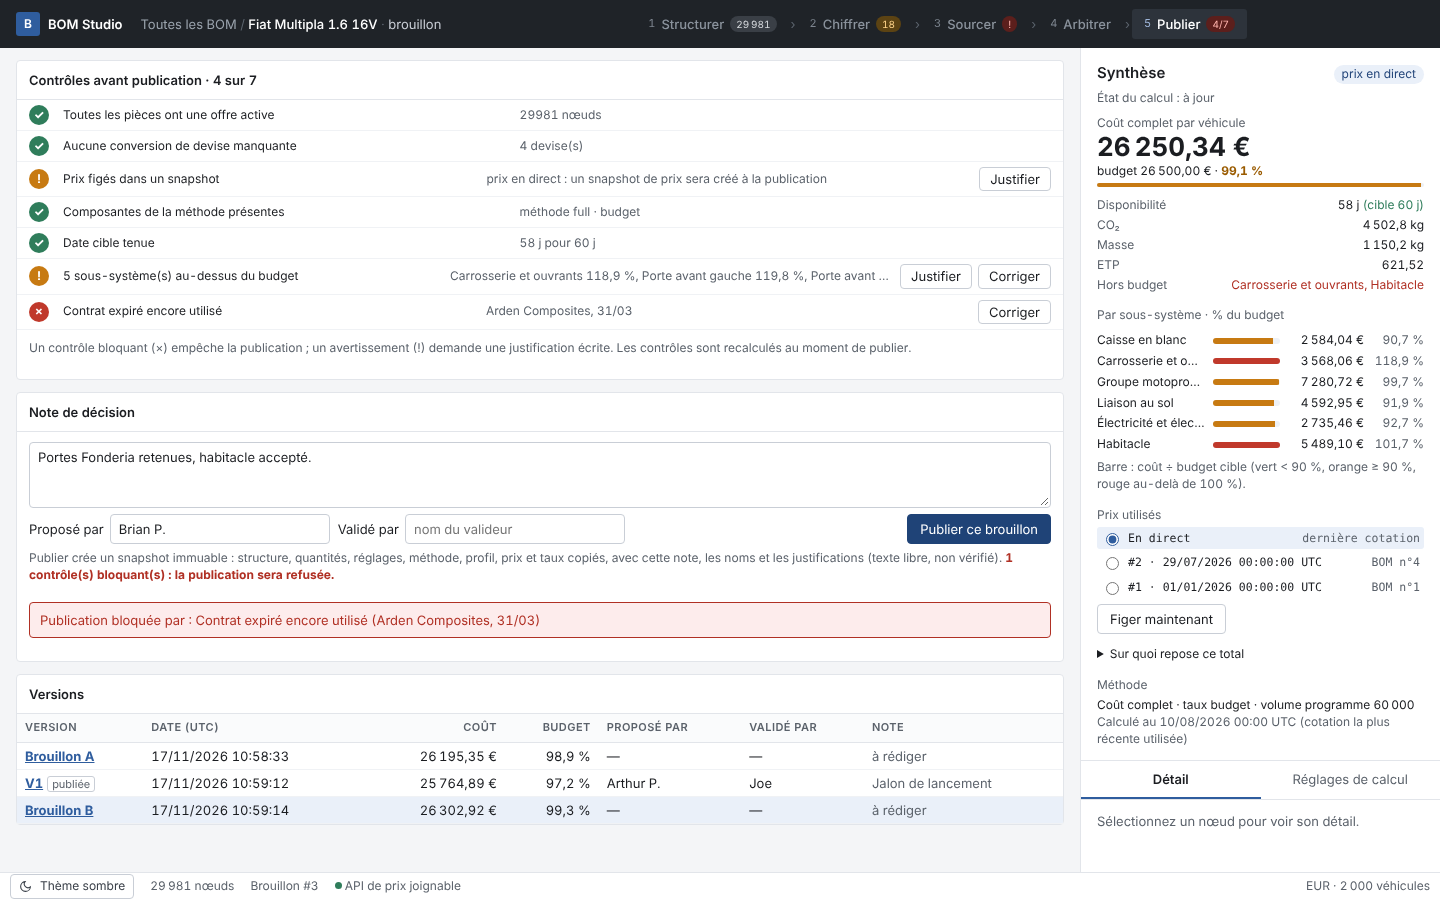 B BOM Studio Toutes les BOM / Fiat Multipla 1.6 16V · brouillon 1 Structurer 29 981 › 2 Chiffrer 18 › 3 Sourcer ! › 4 Arbitrer › 5 Publier 4/7
Contrôles avant publication · 4 sur 7
Toutes les pièces ont une offre active 29981 nœuds
Aucune conversion de devise manquante 4 devise(s)
! Prix figés dans un snapshot prix en direct : un snapshot de prix sera créé à la publication Justifier
Composantes de la méthode présentes méthode full · budget
Date cible tenue 58 j pour 60 j
! 5 sous-système(s) au-dessus du budget Carrosserie et ouvrants 118,9 %, Porte avant gauche 119,8 %, Porte avant ... Justifier Corriger
× Contrat expiré encore utilisé Arden Composites, 31/03 Corriger
Un contrôle bloquant (×) empêche la publication ; un avertissement (!) demande une justification écrite. Les contrôles sont recalculés au moment de publier.
Note de décision
Portes Fonderia retenues, habitacle accepté.
Proposé par Brian P. Validé par nom du valideur Publier ce brouillon
Publier crée un snapshot immuable : structure, quantités, réglages, méthode, profil, prix et taux copiés, avec cette note, les noms et les justifications (texte libre, non vérifié). 1
contrôle(s) bloquant(s) : la publication sera refusée.
Publication bloquée par : Contrat expiré encore utilisé (Arden Composites, 31/03)
Versions
VERSION DATE (UTC) COÛT BUDGET PROPOSÉ PAR VALIDÉ PAR NOTE
Brouillon A 17/11/2026 10:58:33 26 195,35 € 98,9 % — — à rédiger
V1 publiée 17/11/2026 10:59:12 25 764,89 € 97,2 % Arthur P. Joe Jalon de lancement
Brouillon B 17/11/2026 10:59:14 26 302,92 € 99,3 % — — à rédiger
Synthèse prix en direct
État du calcul : à jour
Coût complet par véhicule
26 250,34 €
budget 26 500,00 € · 99,1 %
Disponibilité 58 j (cible 60 j)
CO₂ 4 502,8 kg
Masse 1 150,2 kg
ETP 621,52
Hors budget Carrosserie et ouvrants, Habitacle
Par sous-système · % du budget
Caisse en blanc 2 584,04 € 90,7 %
Carrosserie et o... 3 568,06 € 118,9 %
Groupe motopro... 7 280,72 € 99,7 %
Liaison au sol 4 592,95 € 91,9 %
Électricité et élec... 2 735,46 € 92,7 %
Habitacle 5 489,10 € 101,7 %
Barre : coût ÷ budget cible (vert < 90 %, orange ≥ 90 %,
rouge au-delà de 100 %).
Prix utilisés
En direct dernière cotation
#2 · 29/07/2026 00:00:00 UTC BOM n°4
#1 · 01/01/2026 00:00:00 UTC BOM n°1
Figer maintenant
Sur quoi repose ce total
Méthode
Coût complet · taux budget · volume programme 60 000
Calculé au 10/08/2026 00:00 UTC (cotation la plus
récente utilisée)
Détail Réglages de calcul
Sélectionnez un nœud pour voir son détail.
Thème sombre 29 981 nœuds Brouillon #3 API de prix joignable EUR · 2 000 véhicules